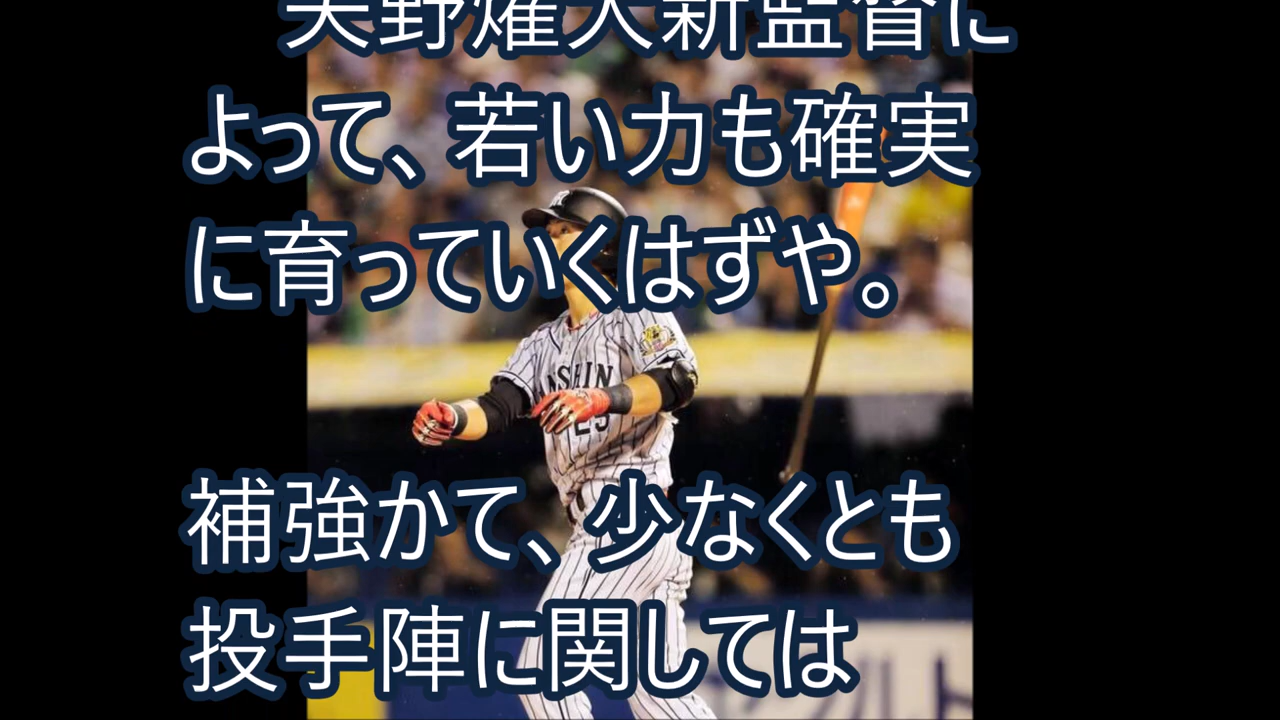 矢野燿大新監督に
よって、若い力も確実
に育っていくはずや。
補強かて、少なくとも
投手陣に関しては